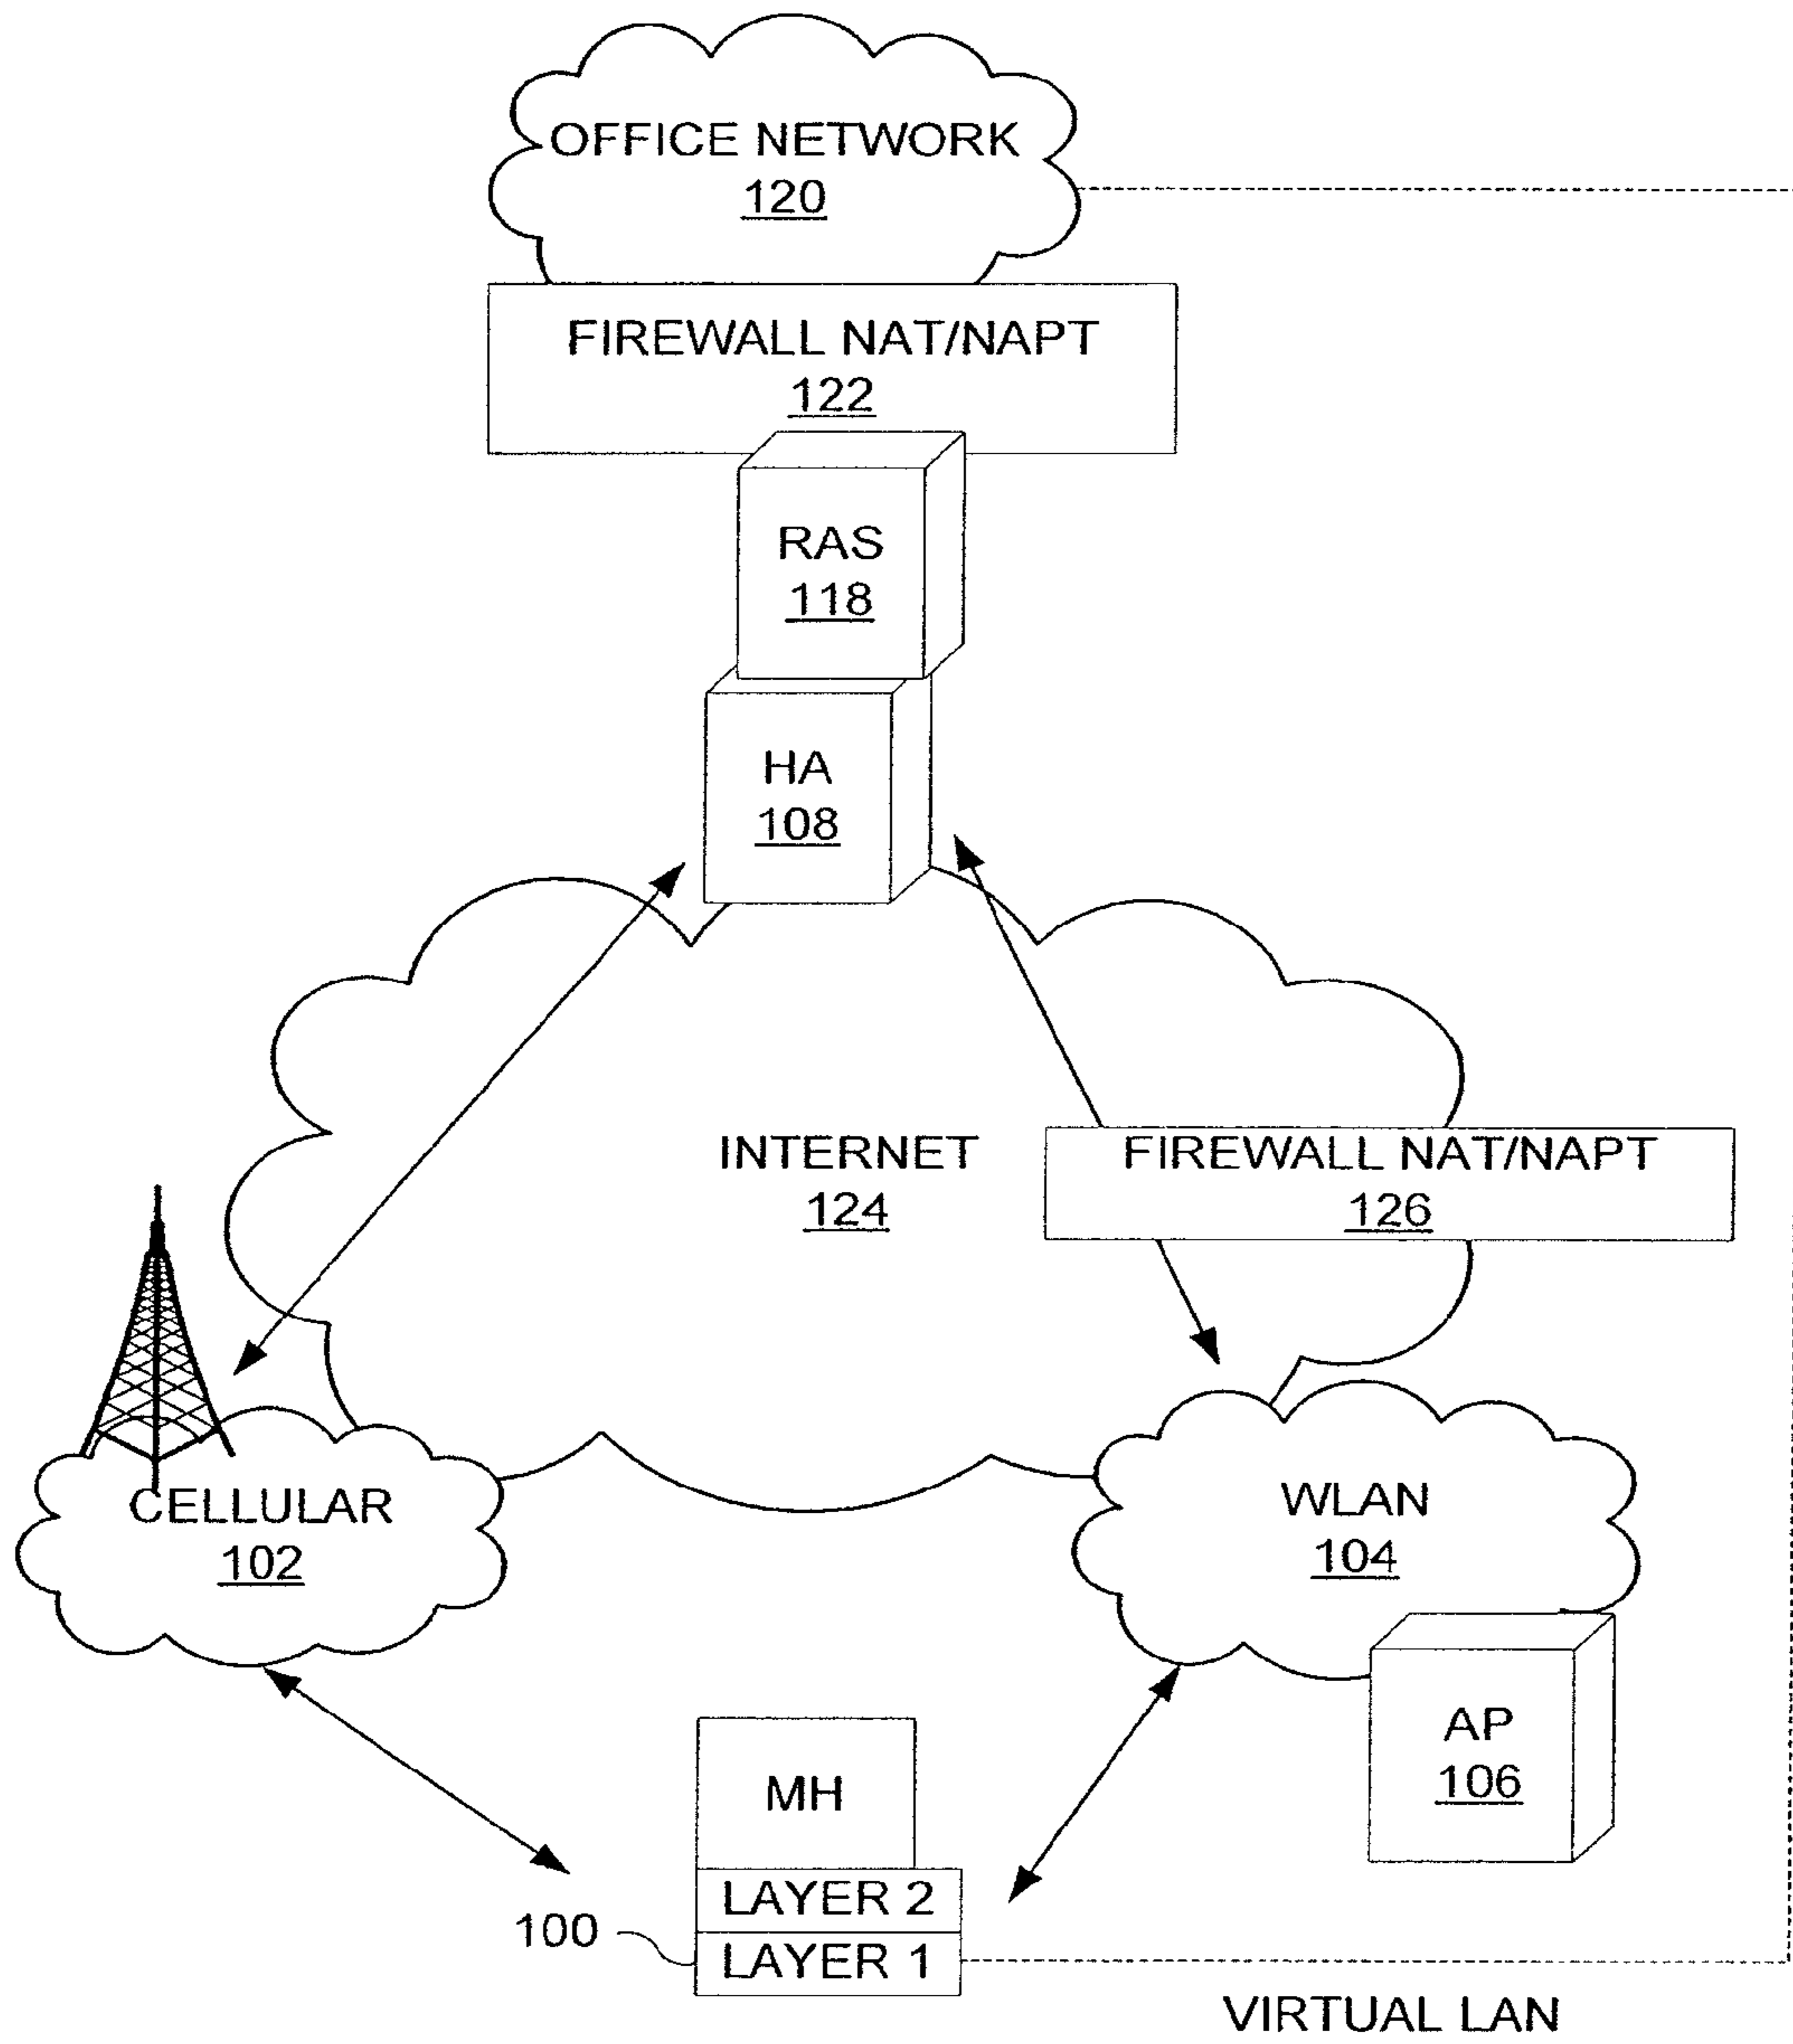 OFFICE NETWORK
120
FIREWALL NAT/NAPT
122
RAS
118
HA
108
INTERNET
124
FIREWALL NAT/NAPT
126
CELLULAR
102
WLAN
104
AP
106
MH
LAYER 2
100
LAYER 1
VIRTUAL LAN